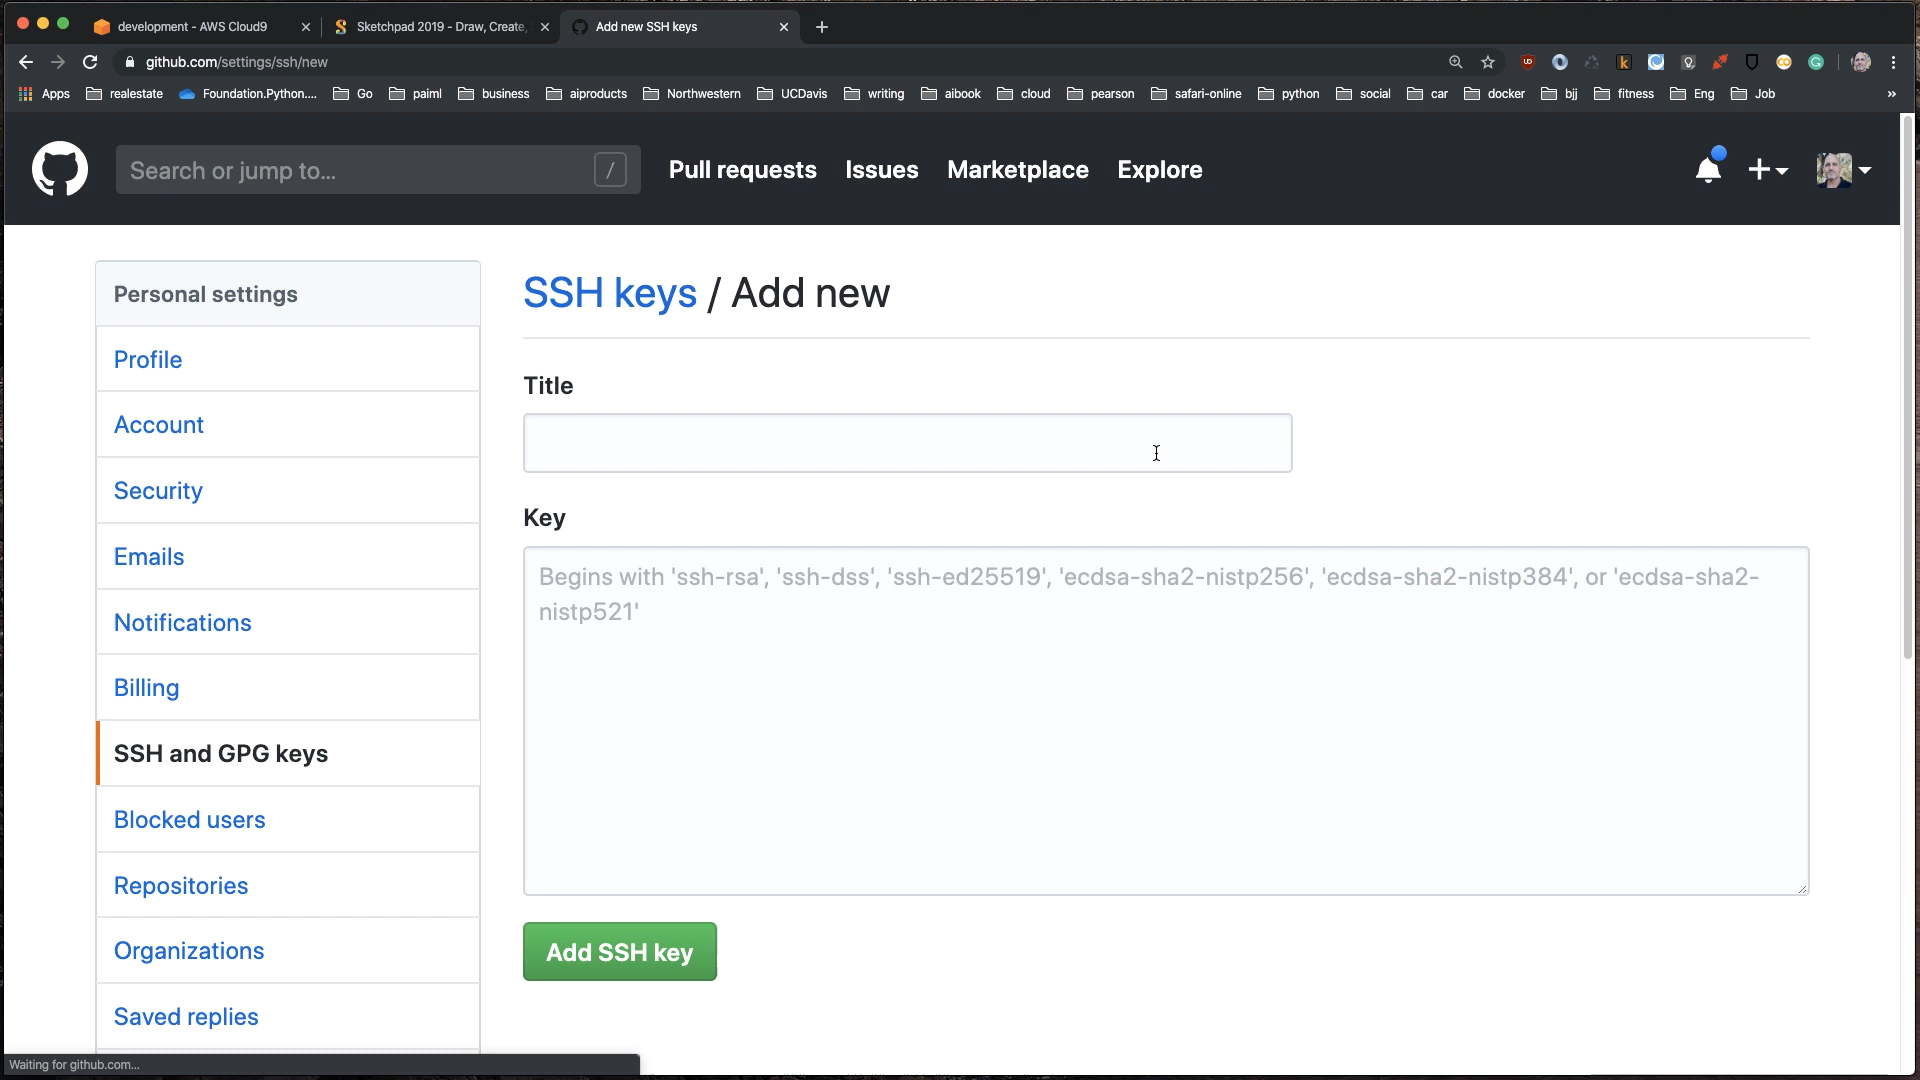 development - AWS Cloud9
Sketchpad 2019 - Draw, Create,
Add new SSH keys
github.com/settings/ssh/new
Apps
realestate
Foundation.Python....
Go
paiml
business
aiproducts
Northwestern
UCDavis
writing
aibook
cloud
pearson
safari-online
python
social
car
docker
bjj
fitness
Eng
Job
»
Search or jump to...
/
Pull requests
Issues
Marketplace
Explore
Personal settings
Profile
Account
Security
Emails
Notifications
Billing
SSH and GPG keys
Blocked users
Repositories
Organizations
Saved replies
SSH keys / Add new
Title
Key
Begins with 'ssh-rsa', 'ssh-dss', 'ssh-ed25519', 'ecdsa-sha2-nistp256', 'ecdsa-sha2-nistp384', or 'ecdsa-sha2-
nistp521'
Add SSH key
Waiting for github.com...